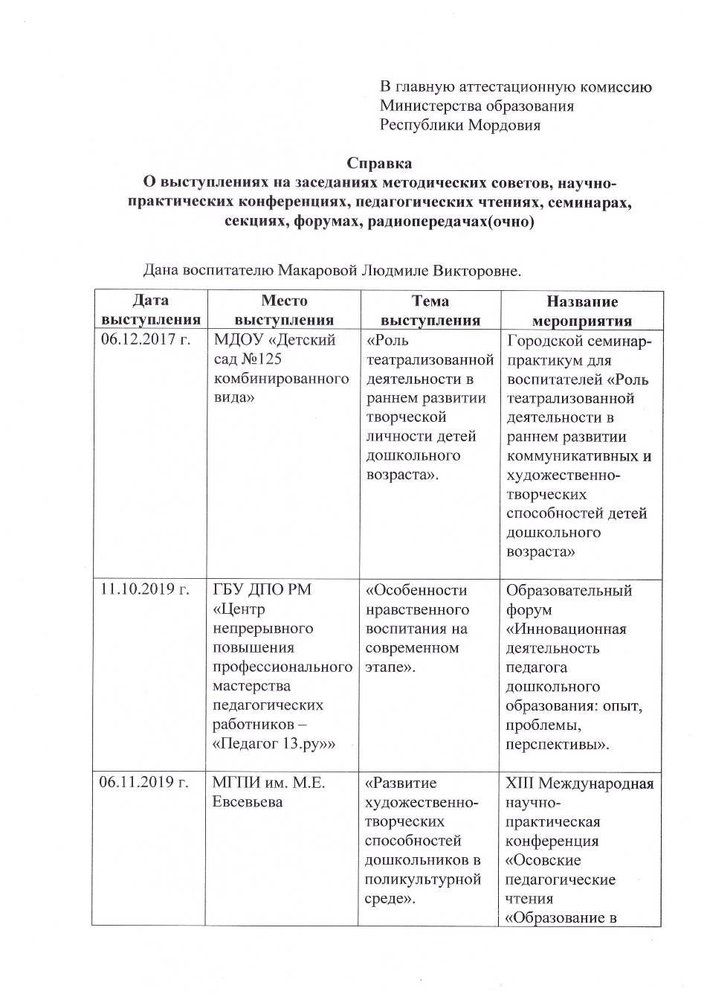 В главную аттестационную комиссию
Министерства образования
Республики Мордовия
Справка
О выступлениях на заседаниях методических советов, научно-
практических конференциях, педагогических чтениях, семинарах,
секциях, форумах, радиопередачах(очно)
Дана воспитателю Макаровой Людмиле Викторовне.
Дата
выступления
Место
выступления
Тема
выступления
Название
мероприятия
06.12.2017 г.
МДОУ «Детский
сад №125
комбинированного
вида»
«Роль
театрализованной
деятельности в
раннем развитии
творческой
личности детей
дошкольного
возраста».
Городской семинар-
практикум для
воспитателей «Роль
театрализованной
деятельности в
раннем развитии
коммуникативных и
художественно-
творческих
способностей детей
дошкольного
возраста»
11.10.2019 г.
ГБУ ДПО РМ
«Центр
непрерывного
повышения
профессионального
мастерства
педагогических
работников –
«Педагог 13.ру»»
«Особенности
нравственного
воспитания на
современном
этапе».
Образовательный
форум
«Инновационная
деятельность
педагога
дошкольного
образования: опыт,
проблемы,
перспективы».
06.11.2019 г.
МГПИ им. М.Е.
Евсевьева
«Развитие
художественно-
творческих
способностей
дошкольников в
поликультурной
среде».
XIII Международная
научно-
практическая
конференция
«Осовские
педагогические
чтения
«Образование в